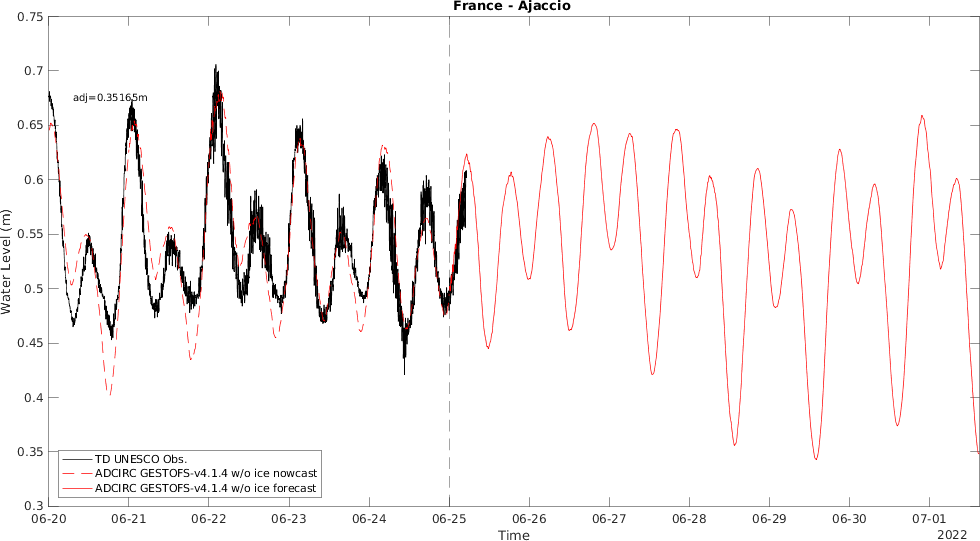 France - Ajaccio
0.75
0.7
0.65
0.6
0.55
0.5
0.45
0.4
0.35
0.3
Water Level (m)
adj=0.35165m
TD UNESCO Obs.
ADCIRC GESTOFS-v4.1.4 w/o ice nowcast
ADCIRC GESTOFS-v4.1.4 w/o ice forecast
06-20 06-21 06-22 06-23 06-24 06-25 06-26 06-27 06-28 06-29 06-30 07-01
Time
2022